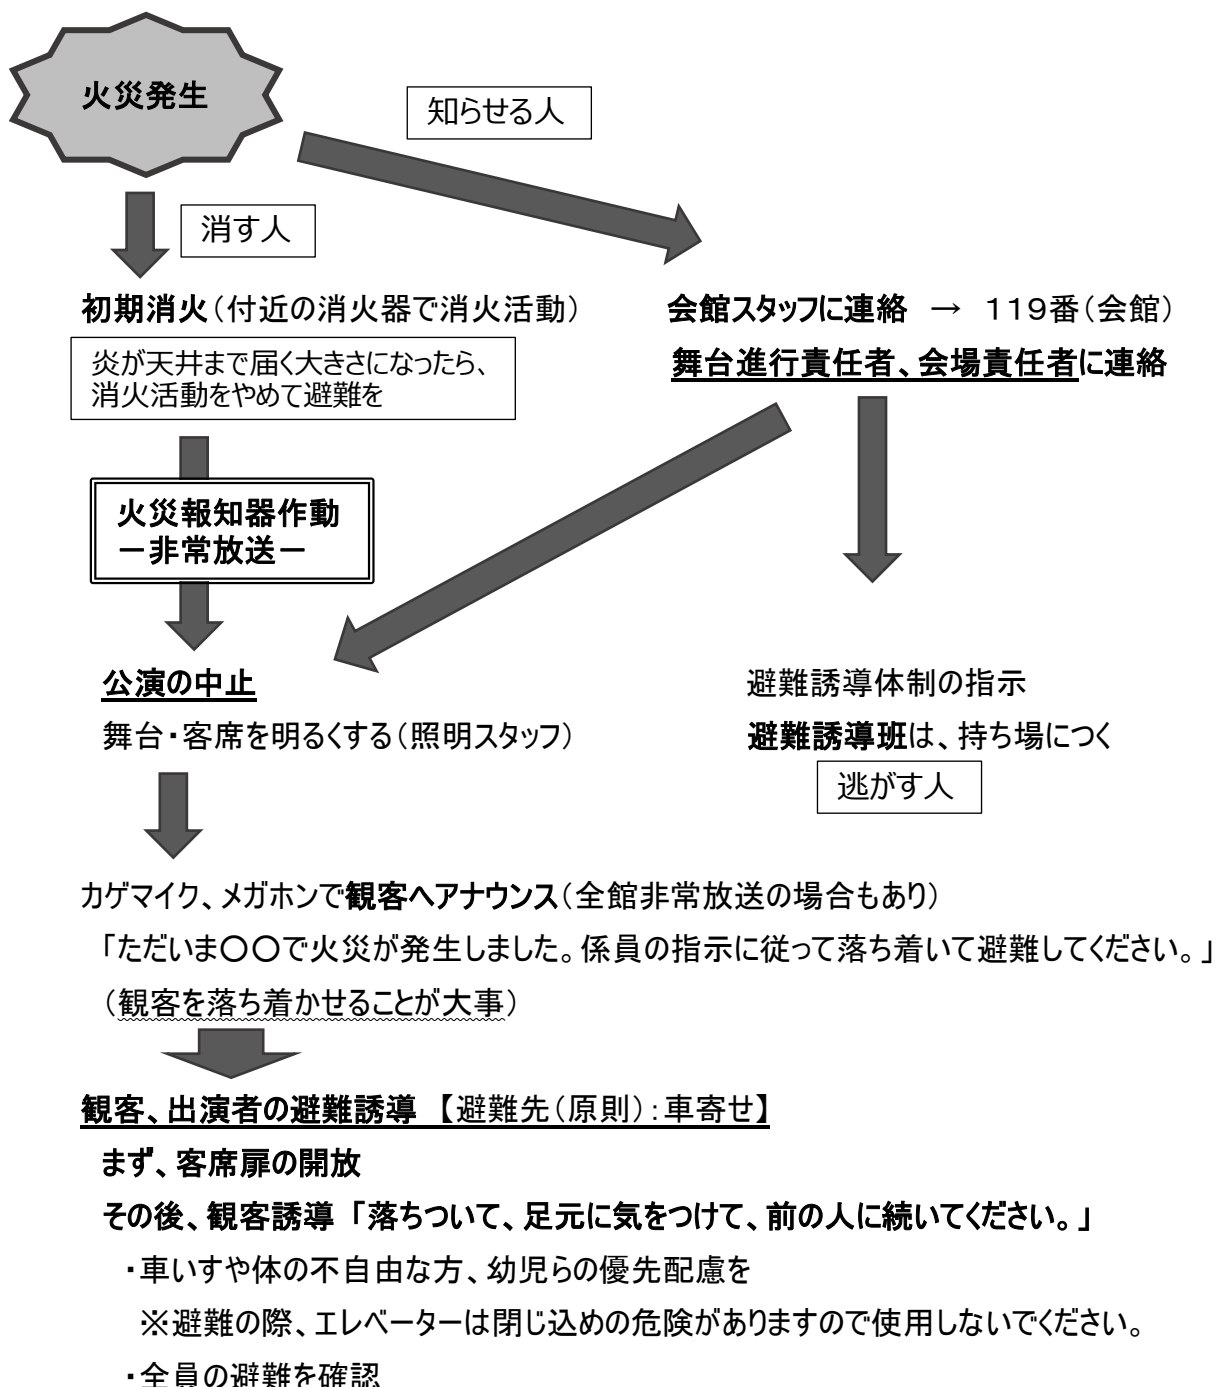 火災発生
知らせる人
消す人
初期消火（付近の消火器で消火活動）
炎が天井まで届く大きさになったら、
消火活動をやめて避難を
会館スタッフに連絡　→　１１９番（会館）
舞台進行責任者、会場責任者に連絡
火災報知器作動
－非常放送－
公演の中止
舞台・客席を明るくする（照明スタッフ）
避難誘導体制の指示
避難誘導班は、持ち場につく
逃がす人
カゲマイク、メガホンで観客へアナウンス（全館非常放送の場合もあり）
「ただいま〇〇で火災が発生しました。係員の指示に従って落ち着いて避難してください。」
（観客を落ち着かせることが大事）
観客、出演者の避難誘導　【避難先（原則）：車寄せ】
まず、客席扉の開放
その後、観客誘導　「落ちついて、足元に気をつけて、前の人に続いてください。」
・車いすや体の不自由な方、幼児らの優先配慮を
※避難の際、エレベーターは閉じ込めの危険がありますので使用しないでください。
・全員の避難を確認